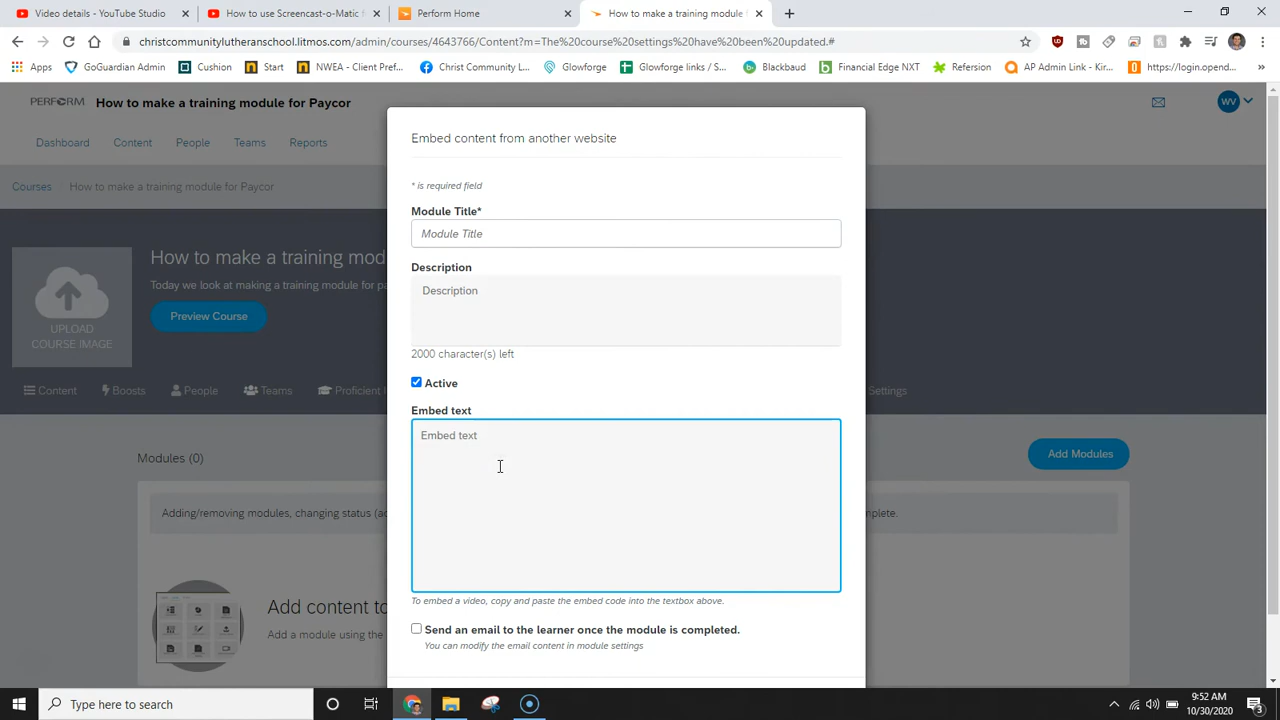 Video details - YouTube Studio
How to use Screencast-o-Matic f
Perform Home
How to make a training module f
christcommunitylutheranschool.litmos.com/admin/courses/4643766/Content?m=The%20course%20settings%20have%20been%20updated.#
Apps
GoGuardian Admin
Cushion
Start
NWEA - Client Pref...
Christ Community L...
Glowforge
Glowforge links / S...
Blackbaud
Financial Edge NXT
Refersion
AP Admin Link - Kir...
https://login.opend...
PERFORM
How to make a training module for Paycor
WV
Dashboard
Content
People
Teams
Reports
Courses
How to make a training module for Paycor
How to make a training mod
Today we look at making a training module for pa
Preview Course
UPLOAD
COURSE IMAGE
Content
Boosts
People
Teams
Proficient
Settings
Modules (0)
Add Modules
Adding/removing modules, changing status (ac
plete.
Add content to
Add a module using the
Embed content from another website
* is required field
Module Title*
Module Title
Description
Description
2000 character(s) left
Active
Embed text
Embed text
To embed a video, copy and paste the embed code into the textbox above.
Send an email to the learner once the module is completed.
You can modify the email content in module settings
Type here to search
9:52 AM
10/30/2020
3